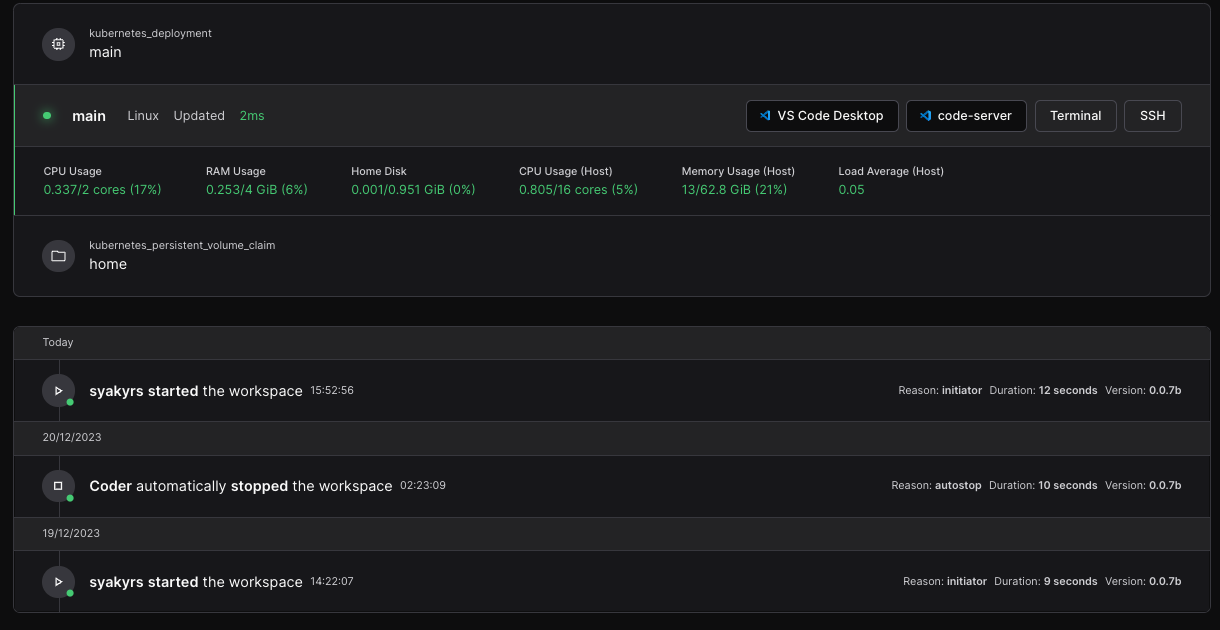 kubernetes_deployment
main
main Linux Updated 2ms VS Code Desktop code-server Terminal SSH
CPU Usage RAM Usage Home Disk CPU Usage (Host) Memory Usage (Host) Load Average (Host)
0.337/2 cores (17%) 0.253/4 GiB (6%) 0.001/0.951 GiB (0%) 0.805/16 cores (5%) 13/62.8 GiB (21%) 0.05
kubernetes_persistent_volume_claim
home
Today
syakyrs started the workspace 15:52:56 Reason: initiator Duration: 12 seconds Version: 0.0.7b
20/12/2023
Coder automatically stopped the workspace 02:23:09 Reason: autostop Duration: 10 seconds Version: 0.0.7b
19/12/2023
syakyrs started the workspace 14:22:07 Reason: initiator Duration: 9 seconds Version: 0.0.7b